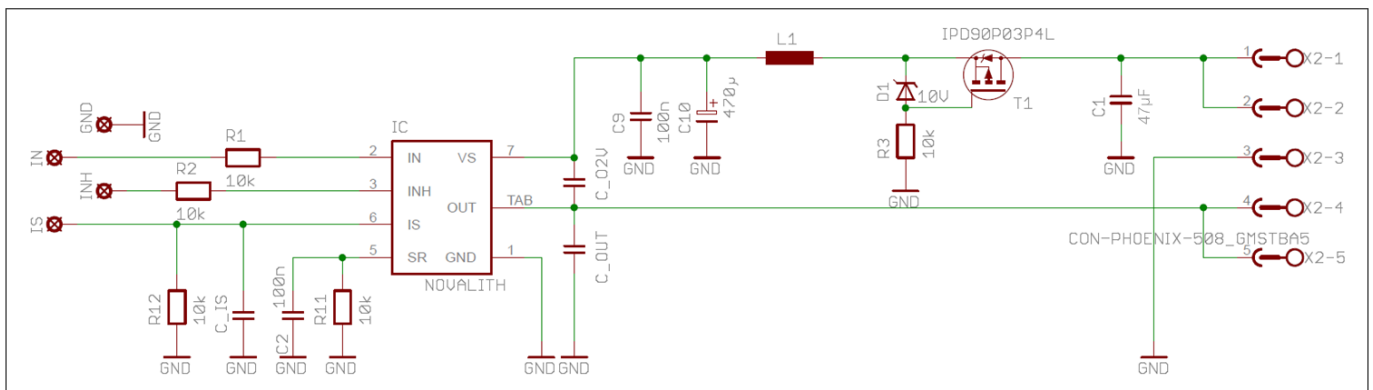 IPD90P03P4L
L1
X2-1
1
D1
10V
T1
C1
47µF
C9
100n
C10
470µ
+
2
X2-2
GND
GND
R1
10k
IC
R3
10k
IN
2
IN
VS
7
GND
GND
GND
3
X2-3
INH
R2
10k
3
INH
C_O2V
GND
OUT
TAB
4
X2-4
IS
6
IS
CON-PHOENIX-508_GMSTBA5
5
SR
GND
1
C_OUT
5
X2-5
NOVALITH
R12
10k
C_IS
100n
C2
R11
10k
GND
GND
GND
GND
GND
GND
GND